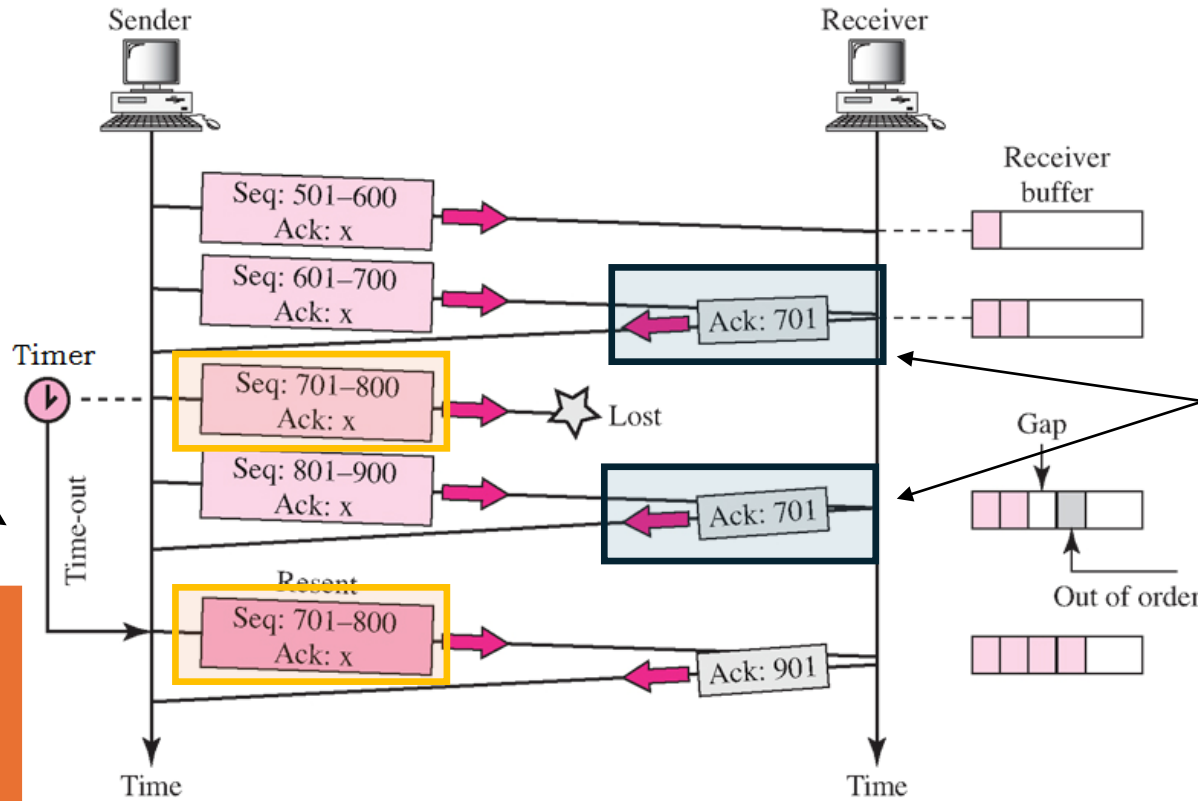 Sender
Receiver
Receiver
buffer
Seq: 501–600
Ack: x
Seq: 601–700
Ack: x
Ack: 701
Timer
Seq: 701–800
Ack: x
Lost
Gap
Seq: 801–900
Ack: x
Ack: 701
Time-out
Out of order
Resent
Seq: 701–800
Ack: x
Ack: 901
Time
Time